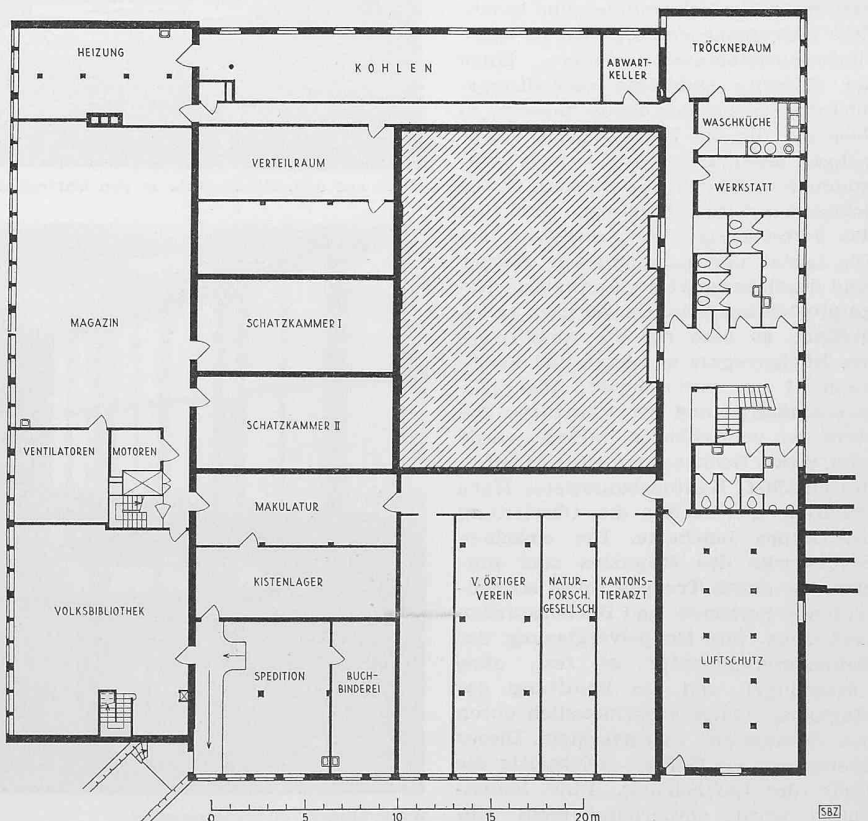 HEIZUNG
KOHLEN
ABWART-
KELLER
TRÖCKNERAUM
WASCHKÜCHE
VERTEILRAUM
WERKSTATT
MAGAZIN
SCHATZKAMMER I
SCHATZKAMMER II
VENTILATOREN
MOTOREN
MAKULATUR
KISTENLAGER
VOLKSBIBLIOTHEK
SPEDITION
BUCH-
BINDEREI
V. ÖRTIGER
VEREIN
NATUR-
FORSCH.
GESELLSCH.
KANTONS-
TIERARZT
LUFTSCHUTZ
0 5 10 15 20 m
SBZ